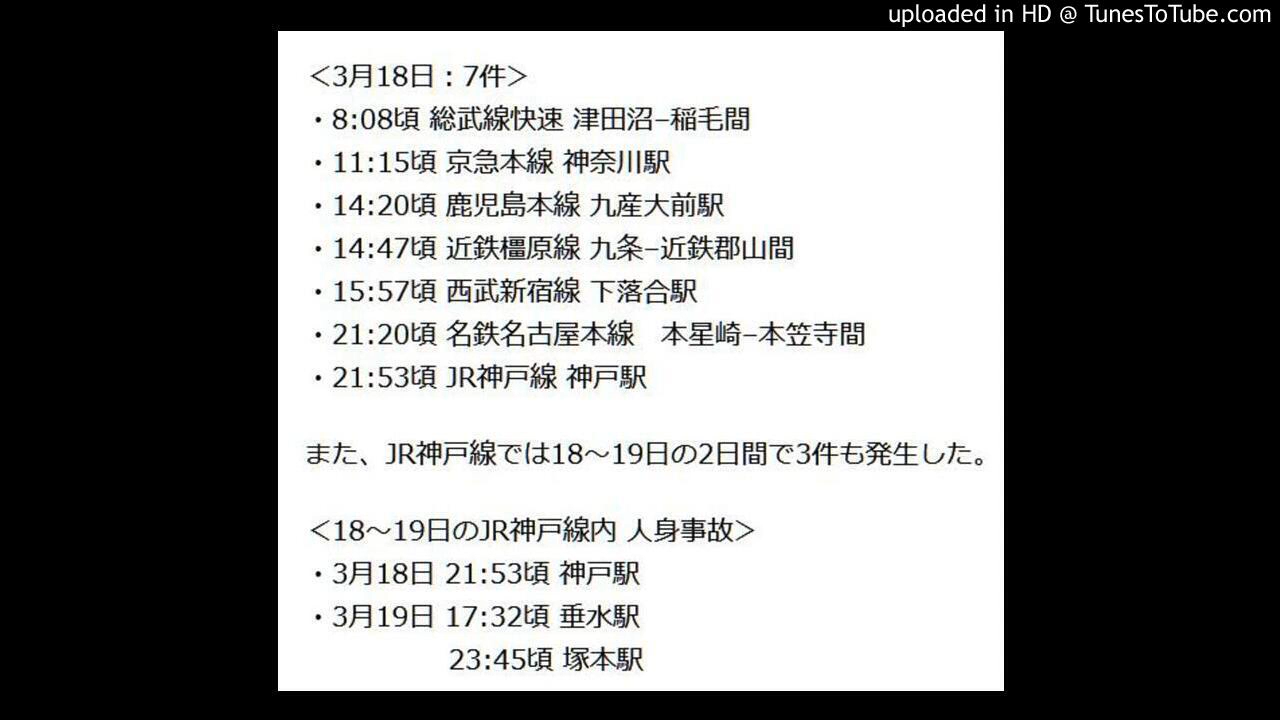 uploaded in HD @ TunesToTube.com
＜3月18日：7件＞
・8:08頃 総武線快速 津田沼–稲毛間
・11:15頃 京急本線 神奈川駅
・14:20頃 鹿児島本線 九産大前駅
・14:47頃 近鉄橿原線 九条–近鉄郡山間
・15:57頃 西武新宿線 下落合駅
・21:20頃 名鉄名古屋本線　本星崎–本笠寺間
・21:53頃 JR神戸線 神戸駅
また、JR神戸線では18～19日の2日間で3件も発生した。
＜18～19日のJR神戸線内 人身事故＞
・3月18日 21:53頃 神戸駅
・3月19日 17:32頃 垂水駅
23:45頃 塚本駅